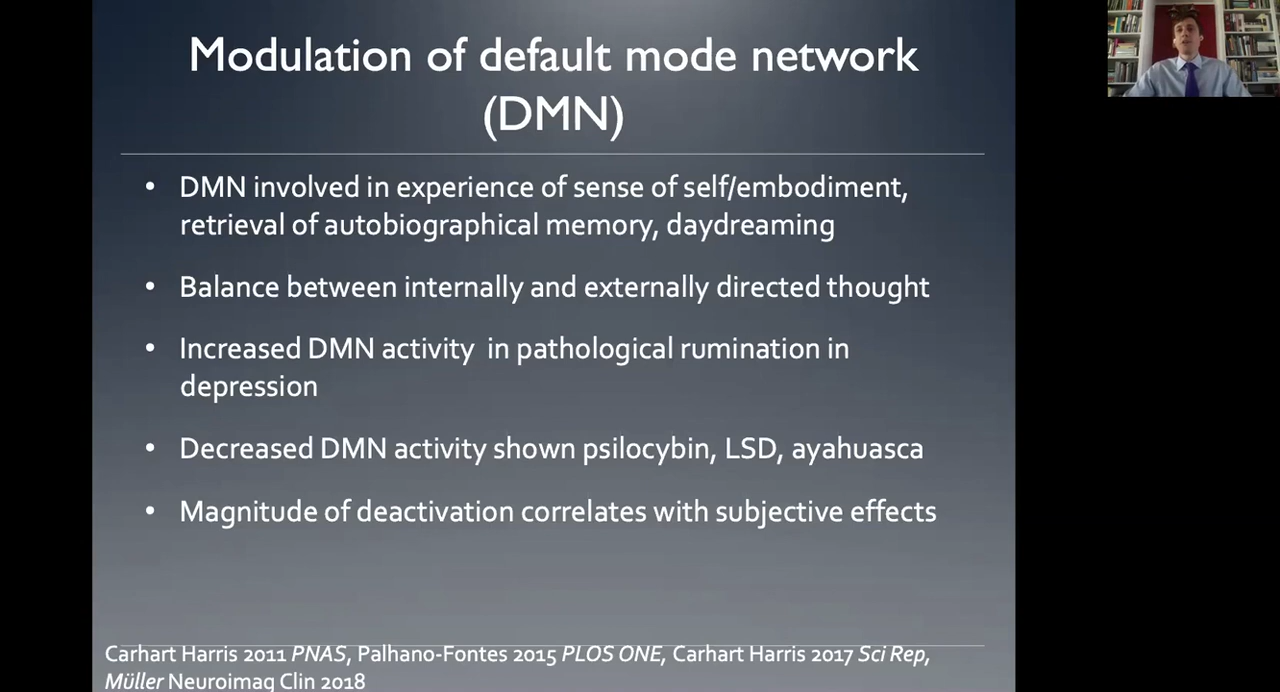 Modulation of default mode network
(DMN)
• DMN involved in experience of sense of self/embodiment,
retrieval of autobiographical memory, daydreaming
• Balance between internally and externally directed thought
• Increased DMN activity  in pathological rumination in
depression
• Decreased DMN activity shown psilocybin, LSD, ayahuasca
• Magnitude of deactivation correlates with subjective effects
Carhart Harris 2011 PNAS, Palhano-Fontes 2015 PLOS ONE, Carhart Harris 2017 Sci Rep,
Müller Neuroimag Clin 2018